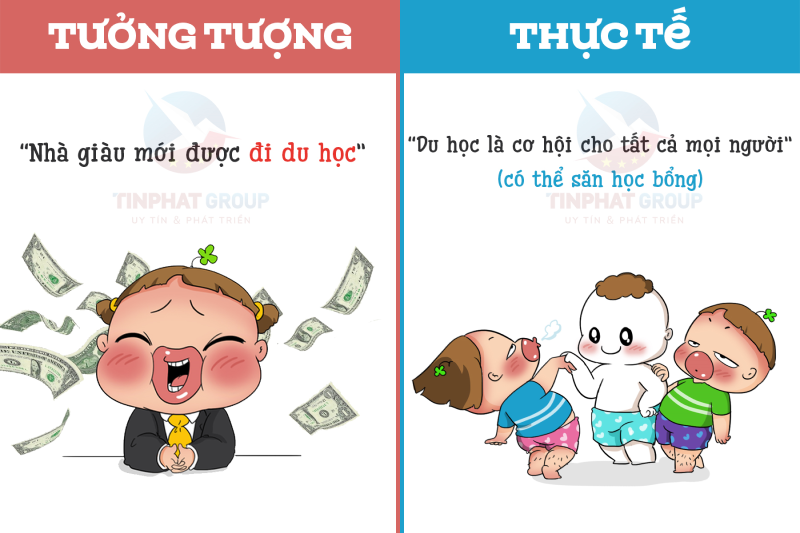 TƯỞNG TƯỢNG
"Nhà giàu mới được đi du học"
TINPHAT GROUP
UY TÍN & PHÁT TRIỂN
THỰC TẾ
"Du học là cơ hội cho tất cả mọi người"
(có thể săn học bổng)
TINPHAT GROUP
UY TÍN & PHÁT TRIỂN